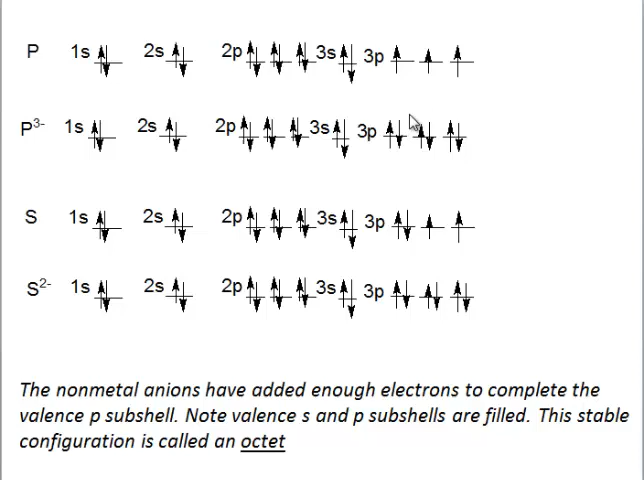 P 1s 2s 2p 3s 3p
P3- 1s 2s 2p 3s 3p
S 1s 2s 2p 3s 3p
S2- 1s 2s 2p 3s 3p
The nonmetal anions have added enough electrons to complete the
valence p subshell. Note valence s and p subshells are filled. This stable
configuration is called an octet